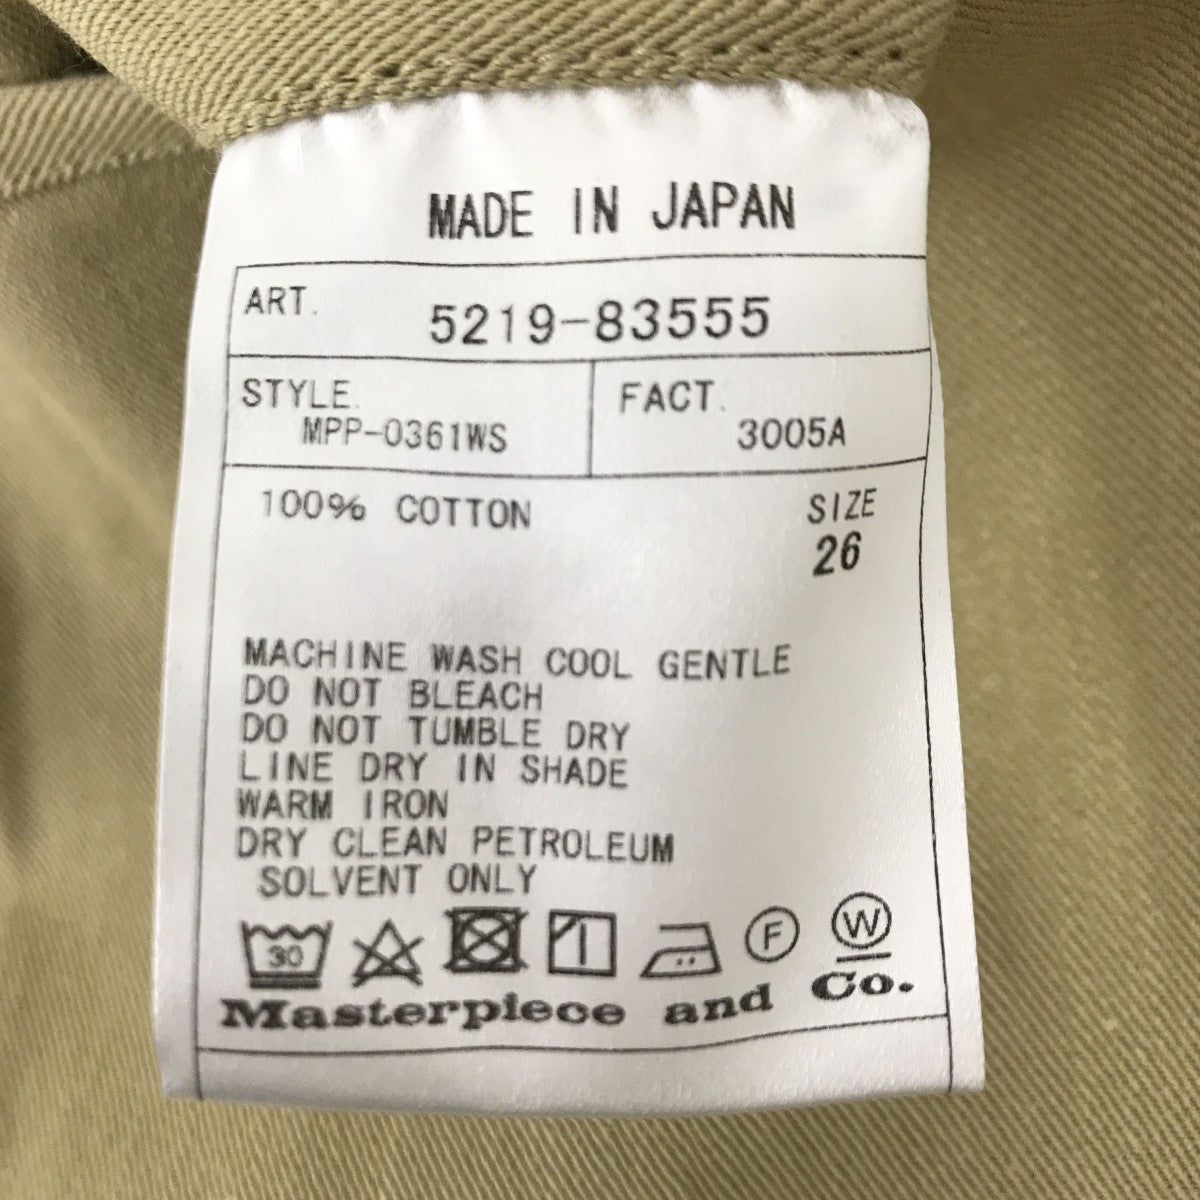 MADE IN JAPAN
ART. 5219-83555
STYLE. FACT.
MPP-0361WS 3005A
100% COTTON SIZE
26
MACHINE WASH COOL GENTLE
DO NOT BLEACH
DO NOT TUMBLE DRY
LINE DRY IN SHADE
WARM IRON
DRY CLEAN PETROLEUM
SOLVENT ONLY
30 F W
Masterpiece and Co.